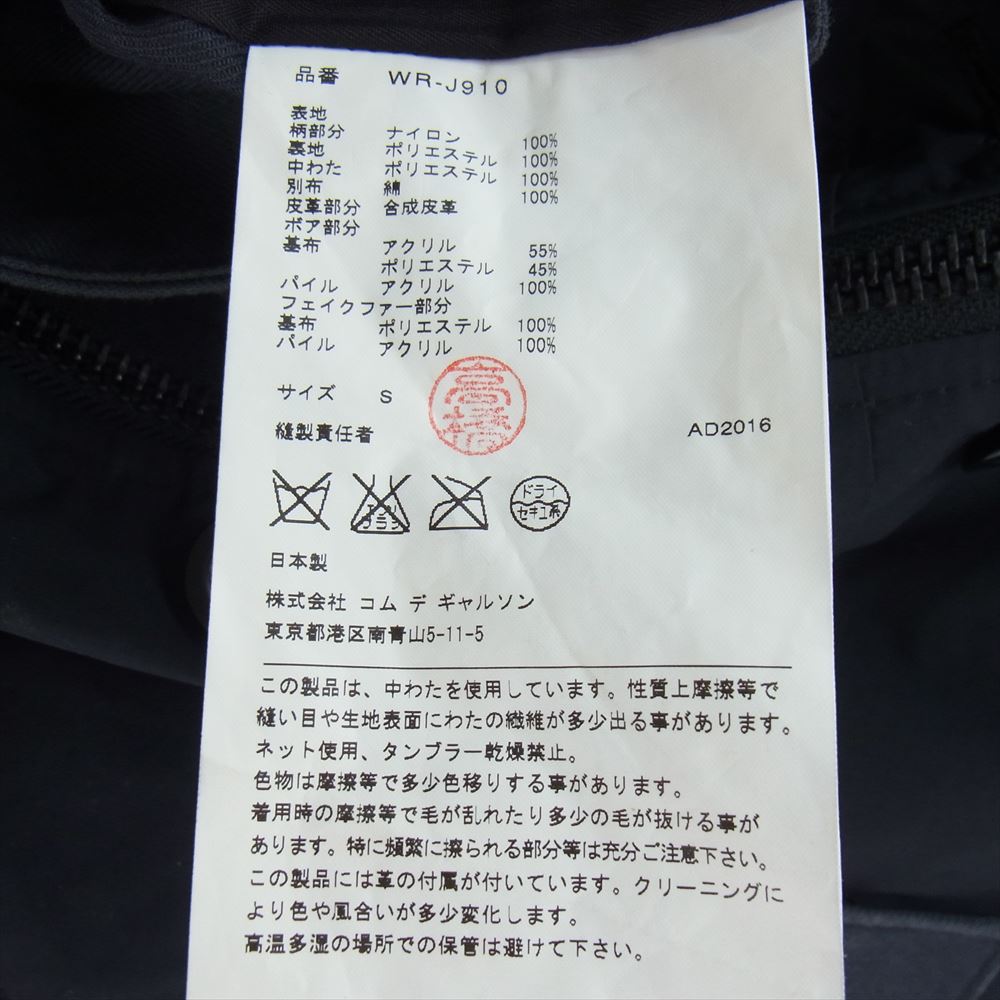 品番 WR-J910
表地
柄部分 ナイロン 100%
裏地 ポリエステル 100%
中わた ポリエステル 100%
別布 綿 100%
皮革部分 合成皮革
ボア部分
基布 アクリル 55%
ポリエステル 45%
パイル アクリル 100%
フェイクファー部分
基布 ポリエステル 100%
パイル アクリル 100%
サイズ S
縫製責任者 高橋 AD2016
エンソ
フラシ
ドライ
セキユ系
日本製
株式会社 コム デ ギャルソン
東京都港区南青山5-11-5
この製品は、中わたを使用しています。性質上摩擦等で
縫い目や生地表面にわたの繊維が多少出る事があります。
ネット使用、タンブラー乾燥禁止。
色物は摩擦等で多少色移りする事があります。
着用時の摩擦等で毛が乱れたり多少の毛が抜ける事が
あります。特に頻繁に擦られる部分等は充分ご注意下さい。
この製品には革の付属が付いています。クリーニングに
より色や風合いが多少変化します。
高温多湿の場所での保管は避けて下さい。